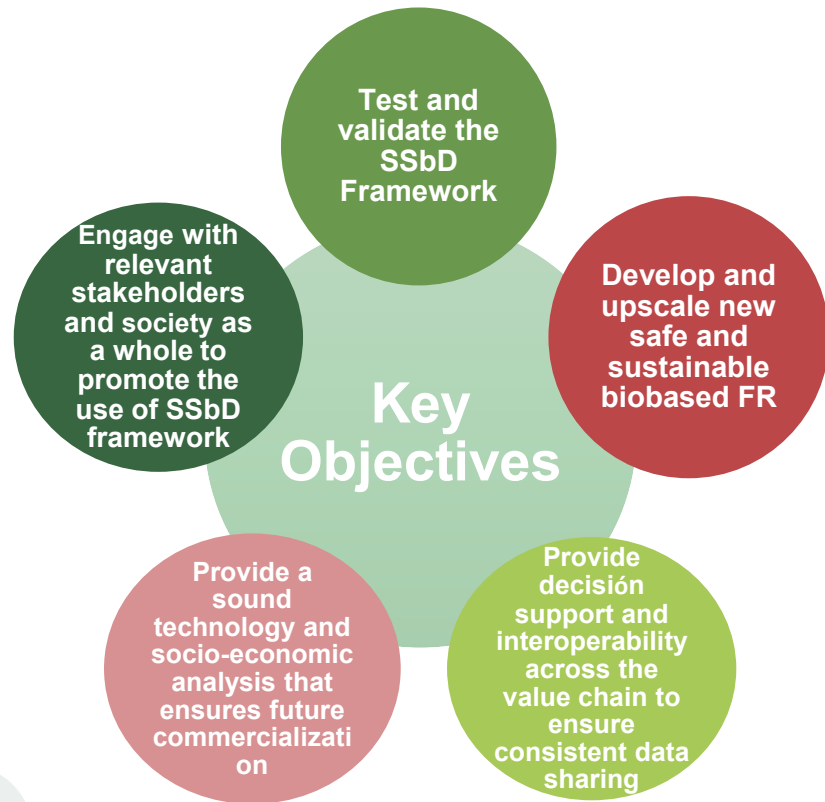 Test and
validate the
SSbD
Framework
Engage with
relevant
stakeholders
and society as
a whole to
promote the
use of SSbD
framework
Develop and
upscale new
safe and
sustainable
biobased FR
Key
Objectives
Provide a
sound
technology and
socio-economic
analysis that
ensures future
commercializati
on
Provide
decisión
support and
interoperability
across the
value chain to
ensure
consistent data
sharing